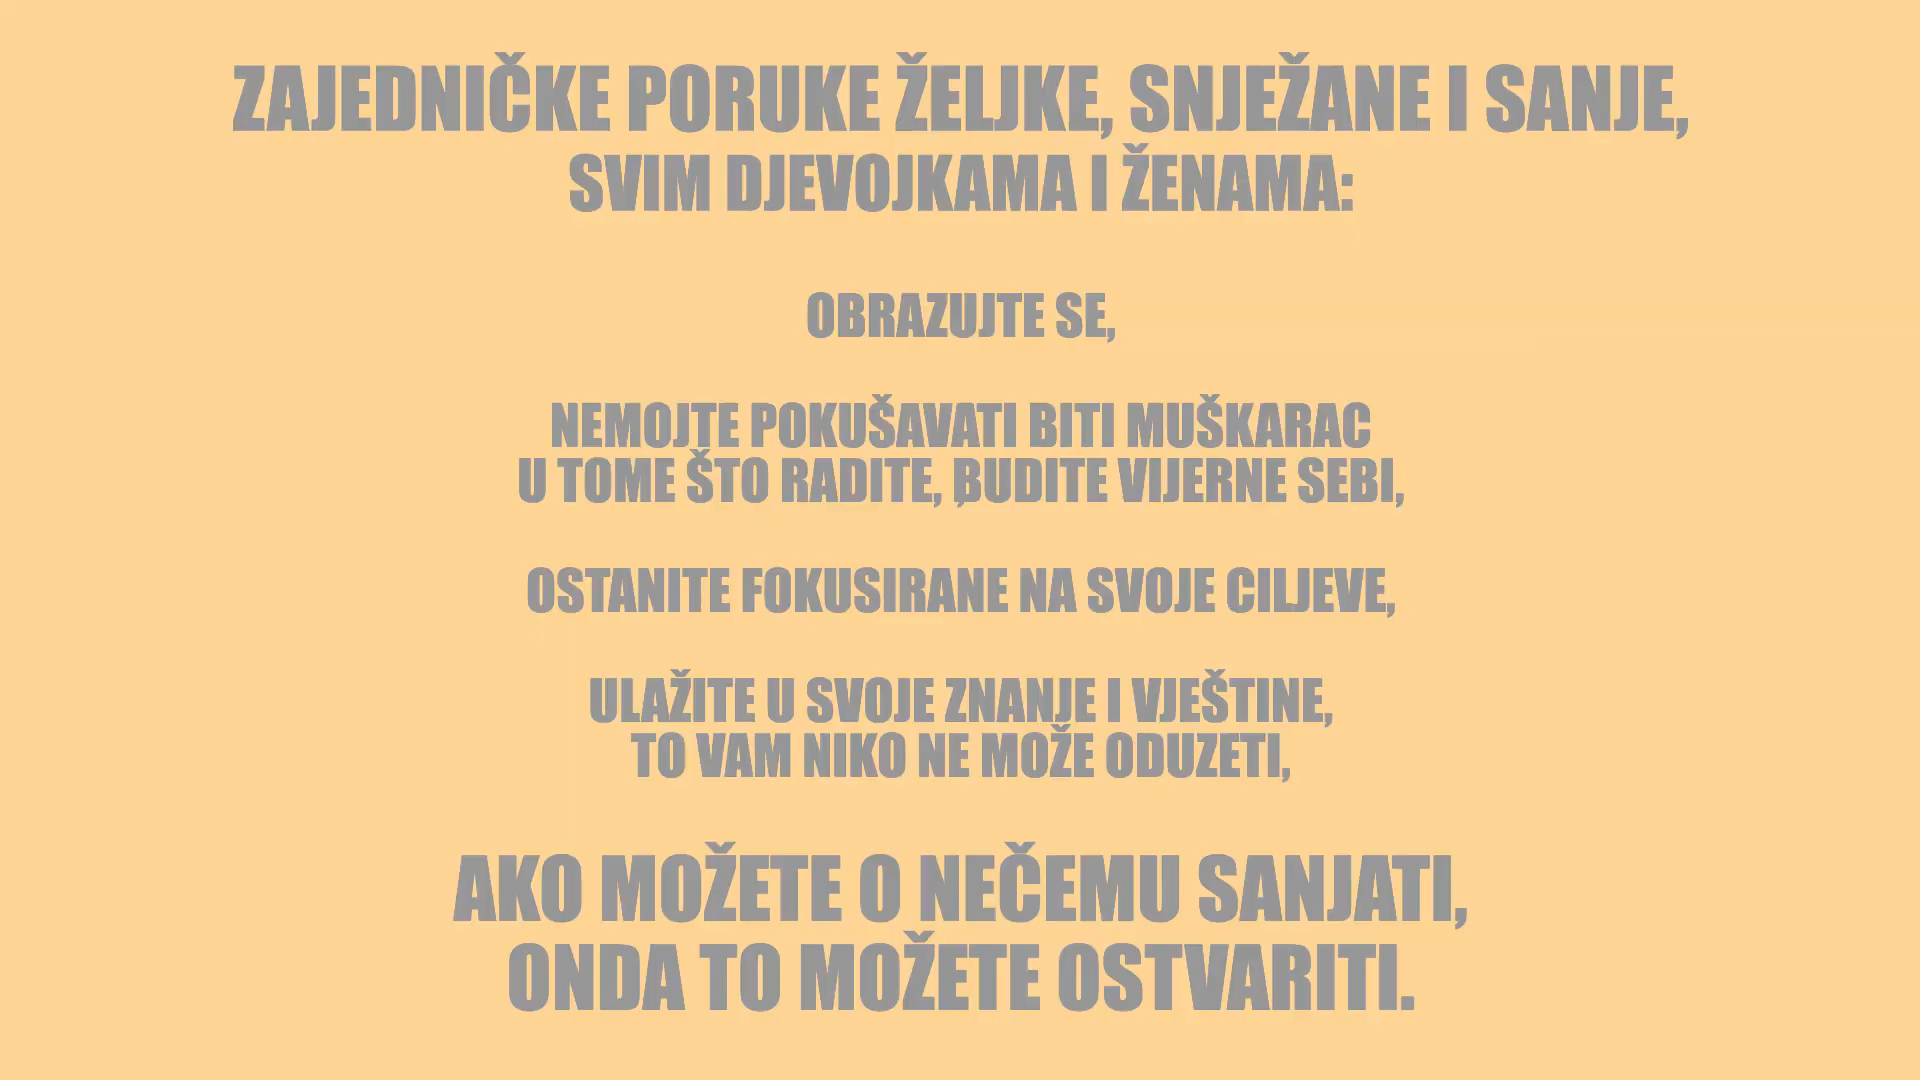 ZAJEDNIČKE PORUKE ŽELJKE, SNJEŽANE I SANJE,
SVIM DJEVOJKAMA I ŽENAMA:
OBRAZUJTE SE,
NEMOJTE POKUŠAVATI BITI MUŠKARAC
U TOME ŠTO RADITE, BUDITE VIJERNE SEBI,
OSTANITE FOKUSIRANE NA SVOJE CILJEVE,
ULAŽITE U SVOJE ZNANJE I VJEŠTINE,
TO VAM NIKO NE MOŽE ODUZETI,
AKO MOŽETE O NEČEMU SANJATI,
ONDA TO MOŽETE OSTVARITI.